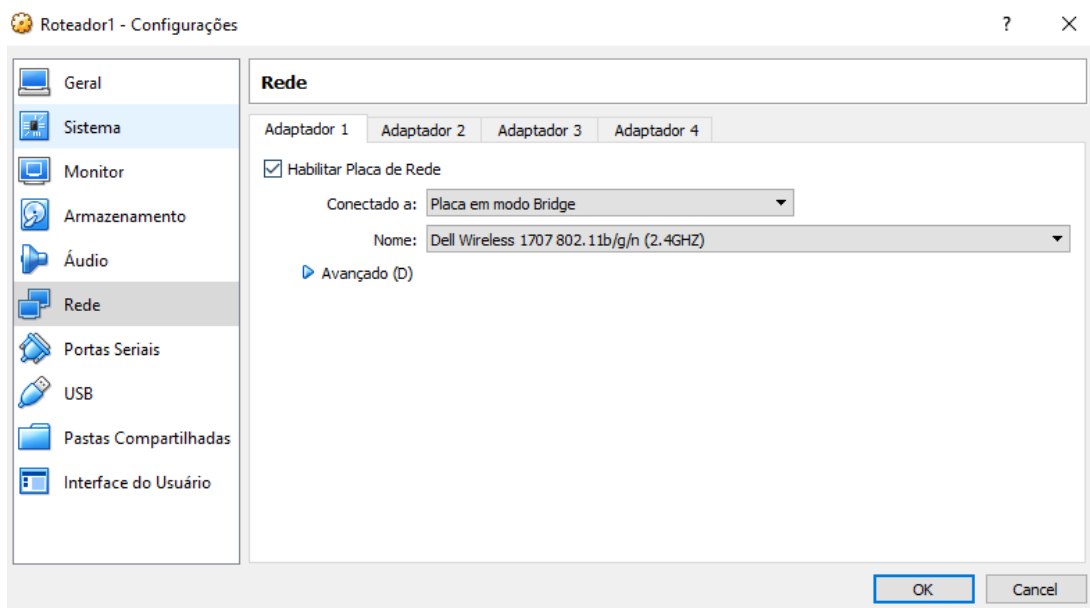 Roteador1 - Configurações
?
Geral
Sistema
Monitor
Armazenamento
Áudio
Rede
Portas Seriais
USB
Pastas Compartilhadas
Interface do Usuário
Rede
Adaptador 1 Adaptador 2 Adaptador 3 Adaptador 4
Habilitar Placa de Rede
Conectado a: Placa em modo Bridge
Nome: Dell Wireless 1707 802.11b/g/n (2.4GHZ)
Avançado (D)
OK Cancel